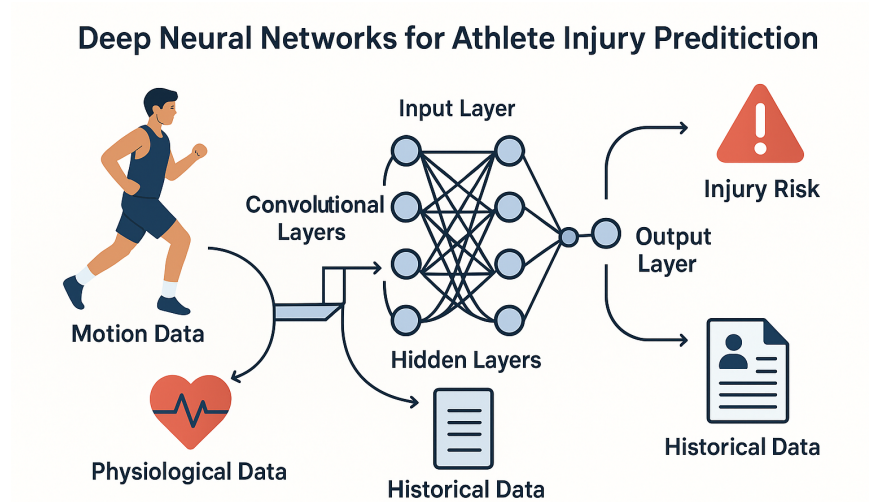 Deep Neural Networks for Athlete Injury Preditiction
Input Layer
Convolutional
Layers
Injury Risk
Output
Layer
Motion Data
Hidden Layers
Physiological Data
Historical Data
Historical Data